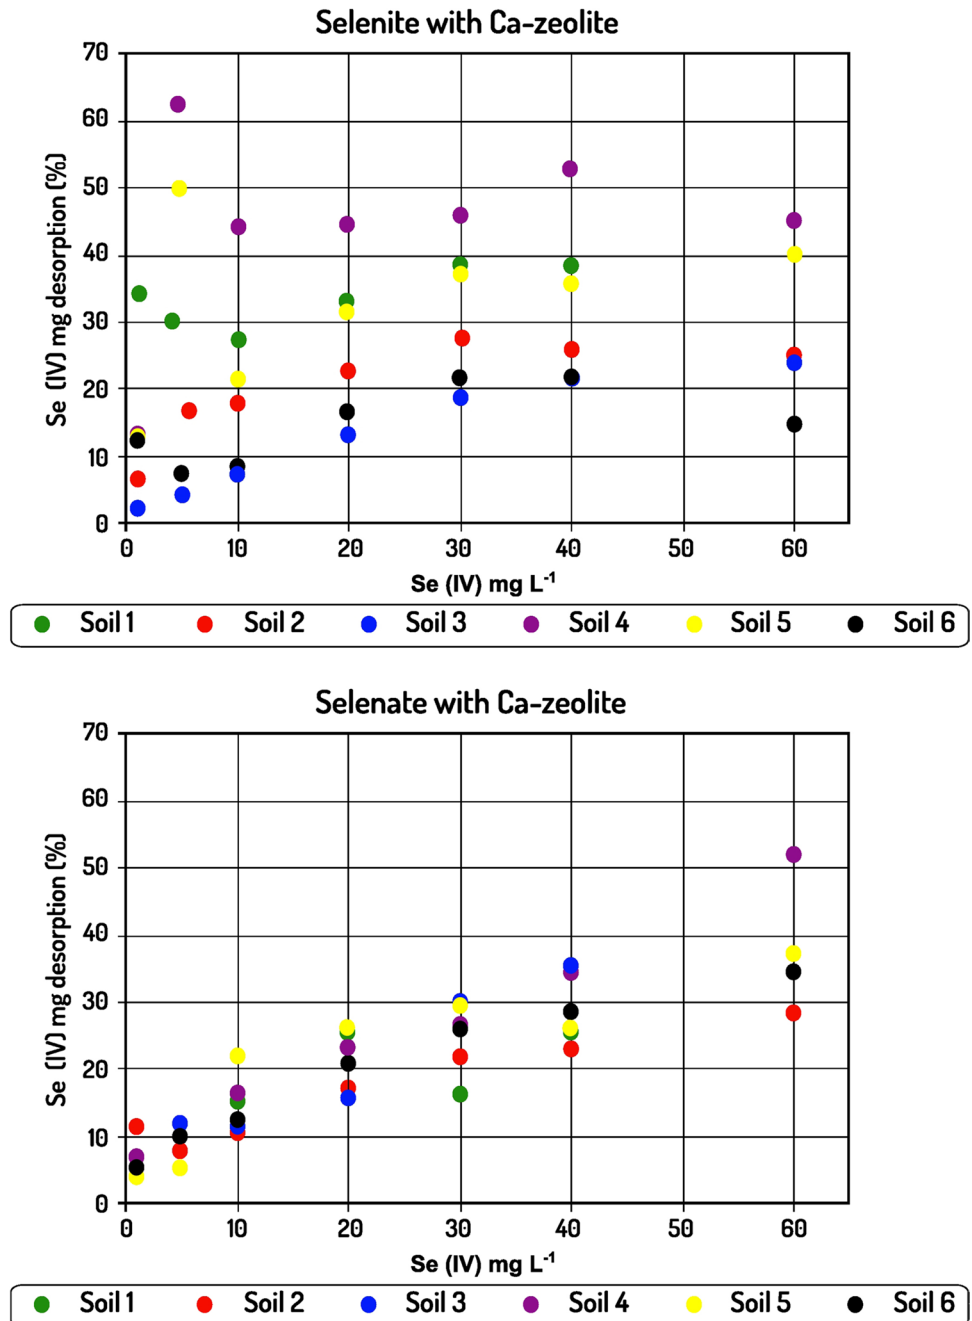 Selenite with Ca-zeolite
70
60
50
40
30
20
10
0
Se (IV) mg desorption (%)
0 10 20 30 40 50 60
Se (IV) mg L⁻¹
Soil 1 Soil 2 Soil 3 Soil 4 Soil 5 Soil 6
Selenate with Ca-zeolite
70
60
50
40
30
20
10
0
Se (IV) mg desorption (%)
0 10 20 30 40 50 60
Se (IV) mg L⁻¹
Soil 1 Soil 2 Soil 3 Soil 4 Soil 5 Soil 6